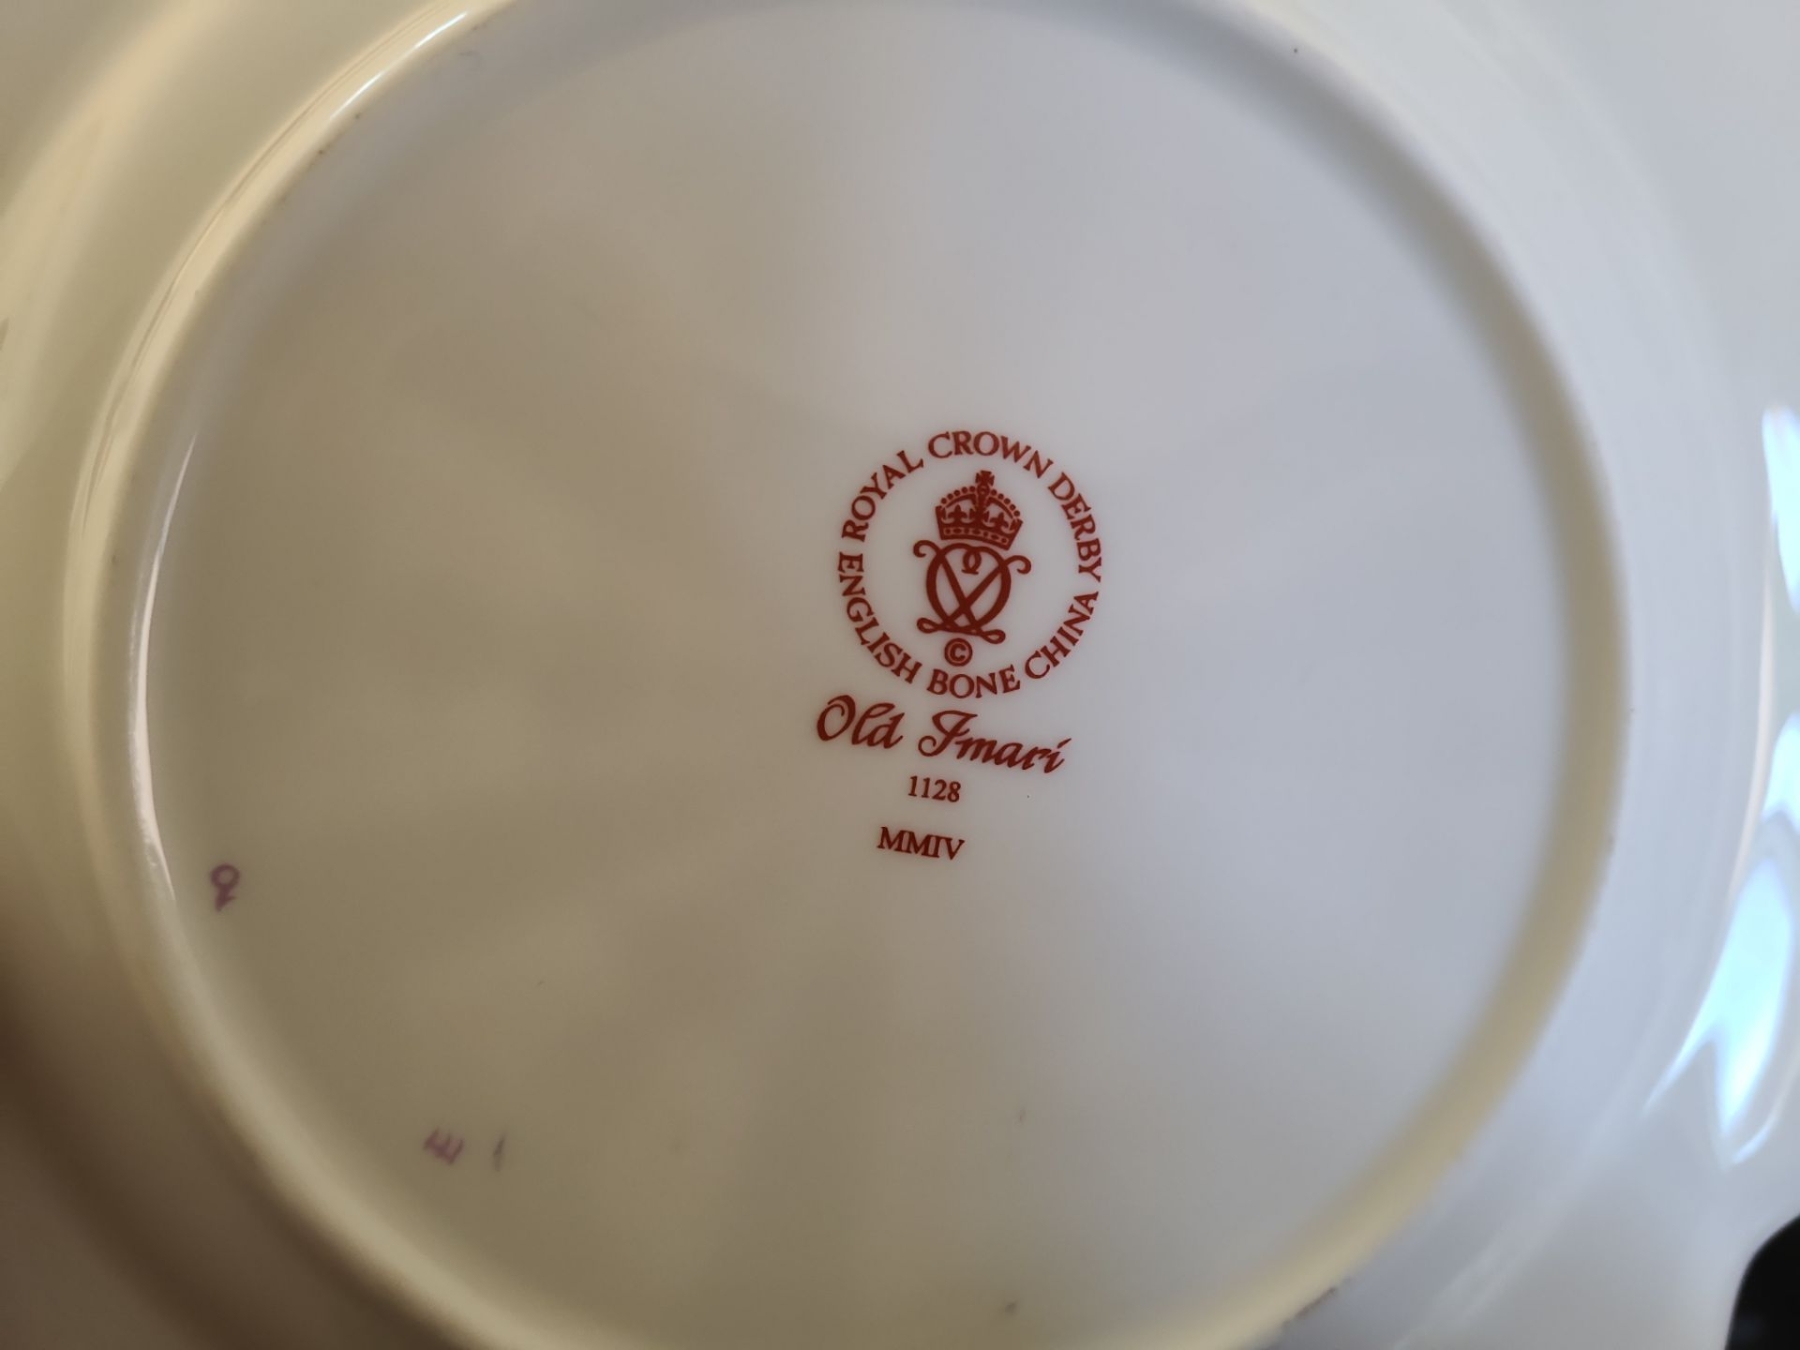 ROYAL CROWN DERBY
ENGLISH BONE CHINA
©
Old Imari
1128
MMIV